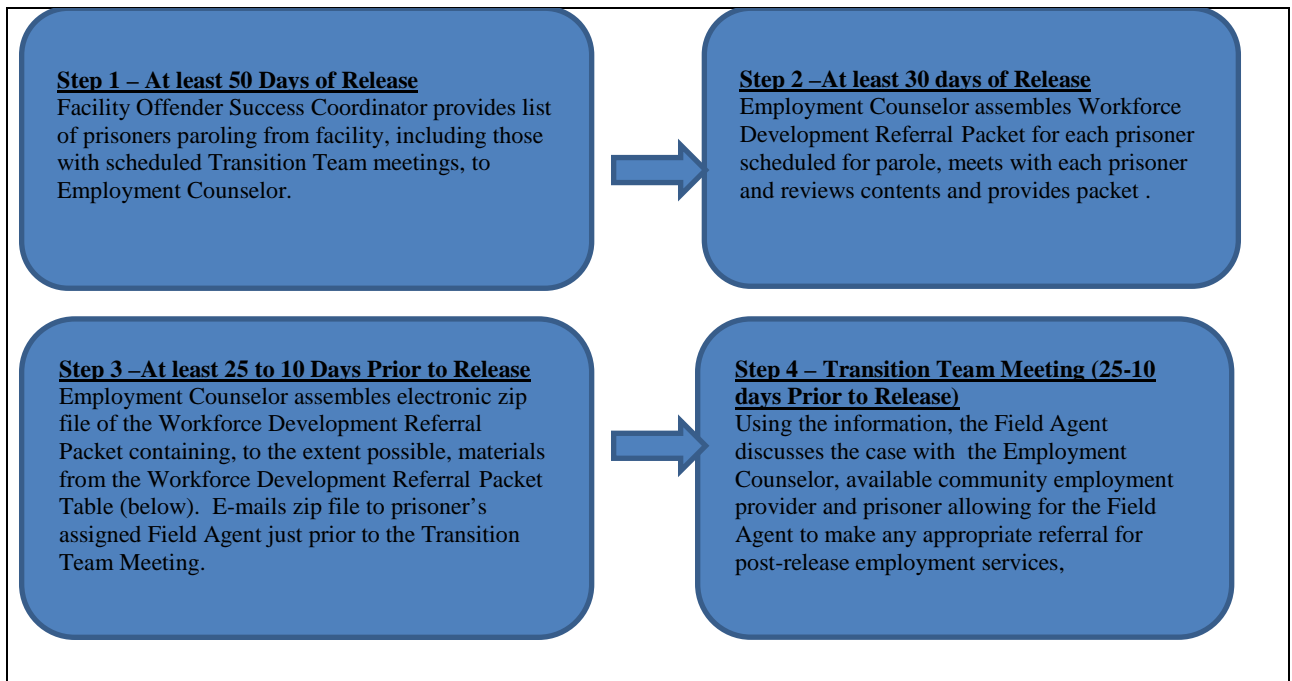 Step 1 – At least 50 Days of Release
Facility Offender Success Coordinator provides list
of prisoners paroling from facility, including those
with scheduled Transition Team meetings, to
Employment Counselor.
Step 2 –At least 30 days of Release
Employment Counselor assembles Workforce
Development Referral Packet for each prisoner
scheduled for parole, meets with each prisoner
and reviews contents and provides packet .
Step 3 –At least 25 to 10 Days Prior to Release
Employment Counselor assembles electronic zip
file of the Workforce Development Referral
Packet containing, to the extent possible, materials
from the Workforce Development Referral Packet
Table (below).  E-mails zip file to prisoner's
assigned Field Agent just prior to the Transition
Team Meeting.
Step 4 – Transition Team Meeting (25-10
days Prior to Release)
Using the information, the Field Agent
discusses the case with  the Employment
Counselor, available community employment
provider and prisoner allowing for the Field
Agent to make any appropriate referral for
post-release employment services,